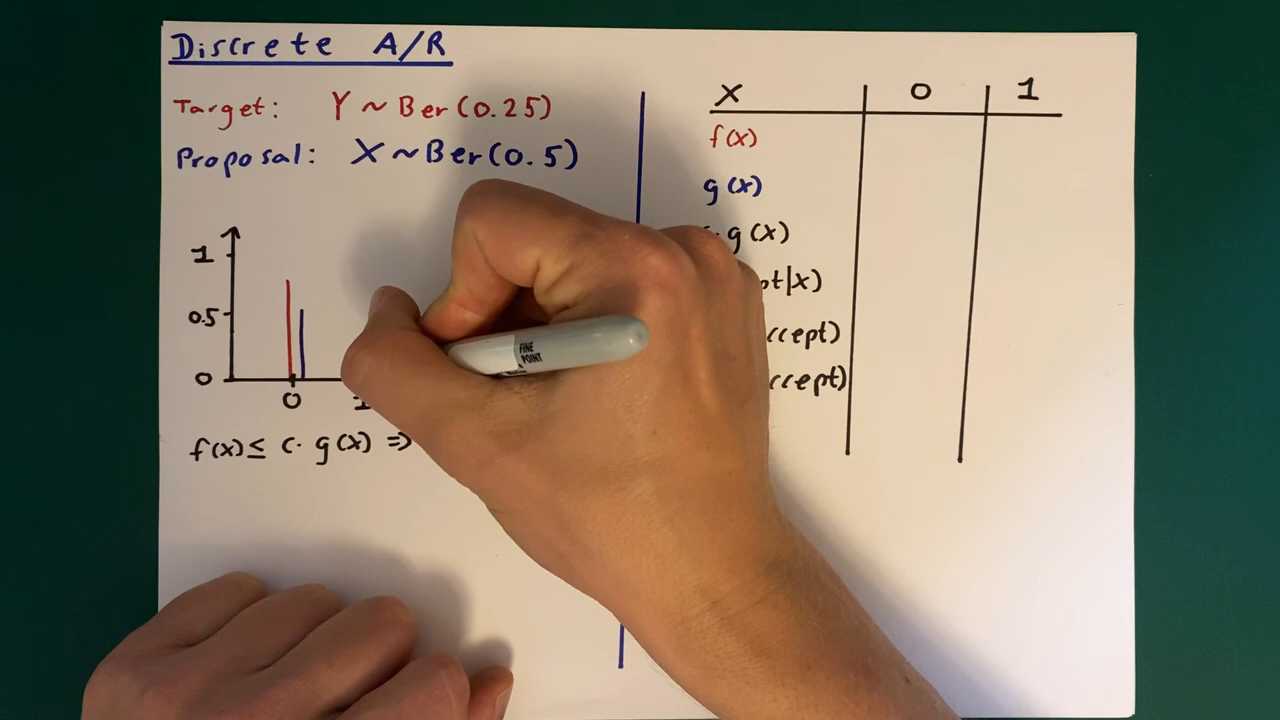 Discrete A/R
Target: Y ~ Ber(0.25)
Proposal: X ~ Ber(0.5)
1
0.5
0
0 1
f(x) ≤ c· g(x) =>
X 0 1
f(x)
g(x)
· g(x)
pt|x)
ccept)
ccept)
FINE
POINT